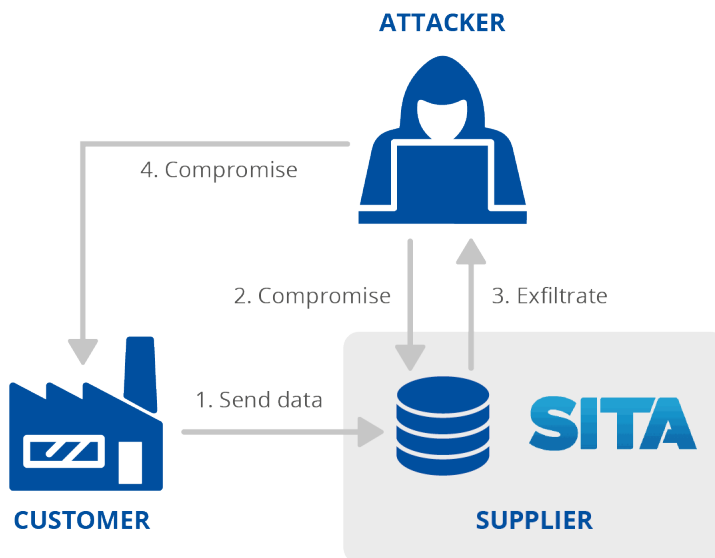 ATTACKER
4. Compromise
2. Compromise
3. Exfiltrate
1. Send data
SITA
CUSTOMER
SUPPLIER